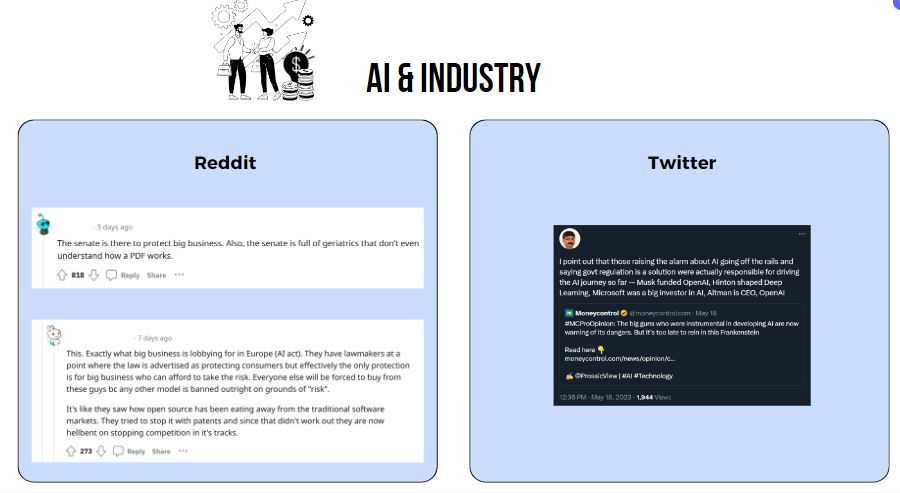 AI & INDUSTRY
Reddit
· 3 days ago
The senate is there to protect big business. Also, the senate is full of geriatrics that don't even
understand how a PDF works.
818 Reply Share ···
· 7 days ago
This. Exactly what big business is lobbying for in Europe (AI act). They have lawmakers at a
point where the law is advertised as protecting consumers but effectively the only protection
is for big business who can afford to take the risk. Everyone else will be forced to buy from
these guys bc any other model is banned outright on grounds of "risk".
It's like they saw how open source has been eating away from the traditional software
markets. They tried to stop it with patents and since that didn't work out they are now
hellbent on stopping competition in it's tracks.
273 Reply Share ···
Twitter
I point out that those raising the alarm about AI going off the rails and
saying govt regulation is a solution were actually responsible for driving
the AI journey so far -- Musk funded OpenAI, Hinton shaped Deep
Learning, Microsoft was a big investor in AI, Altman is CEO, OpenAI
Moneycontrol @moneycontrolcom · May 18
#MCProOpinion: The big guns who were instrumental in developing AI are now
warning of its dangers. But it's too late to rein in this Frankenstein
Read here 👇
moneycontrol.com/news/opinion/c...
✍️ @ProsaicView | #AI #Technology
12:36 PM · May 18, 2023 · 1,944 Views